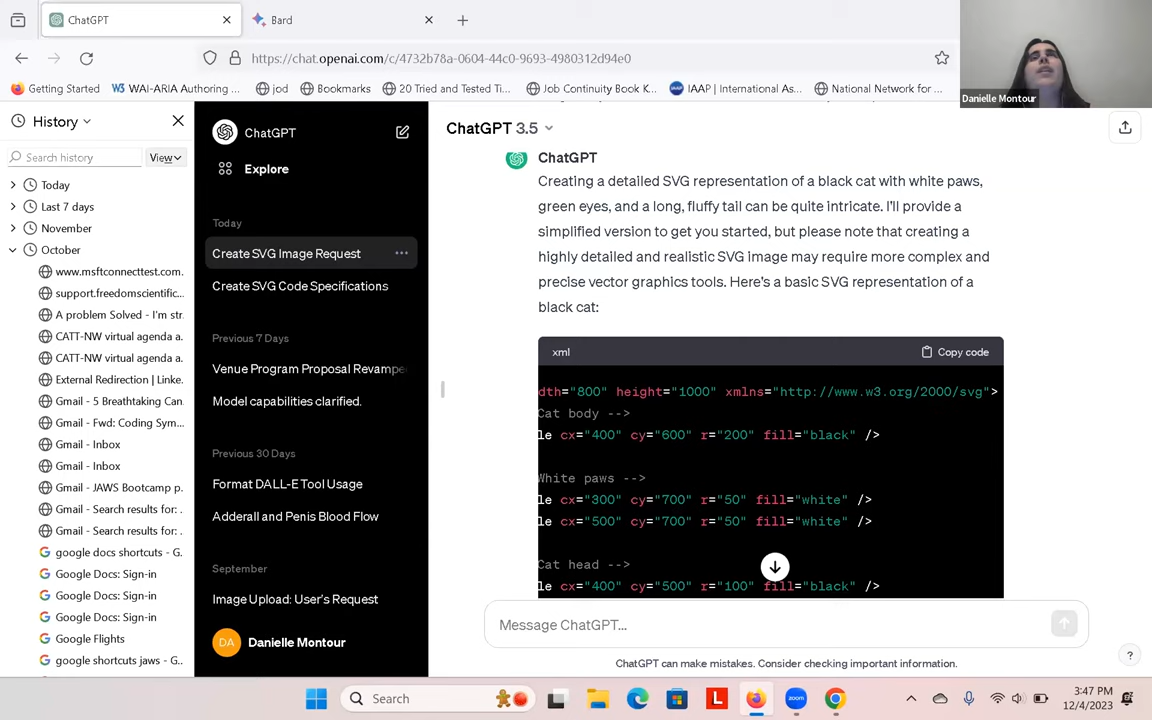 ChatGPT
Bard
https://chat.openai.com/c/4732b78a-0604-44c0-9693-4980312d94e0
Getting Started
WAI-ARIA Authoring ...
jod
Bookmarks
20 Tried and Tested Ti...
Job Continuity Book K...
IAAP | International As...
National Network for ...
Danielle Montour
History
Search history
View
Today
Last 7 days
November
October
www.msftconnecttest.com.
support.freedomscientific...
A problem Solved - I'm str...
CATT-NW virtual agenda a.
CATT-NW virtual agenda a.
External Redirection | Linke.
Gmail - 5 Breathtaking Can.
Gmail - Fwd: Coding Sym...
Gmail - Inbox
Gmail - Inbox
Gmail - JAWS Bootcamp p.
Gmail - Search results for: .
Gmail - Search results for: .
google docs shortcuts - G..
Google Docs: Sign-in
Google Docs: Sign-in
Google Docs: Sign-in
Google Flights
google shortcuts jaws - G..
ChatGPT
Explore
Today
Create SVG Image Request
Create SVG Code Specifications
Previous 7 Days
Venue Program Proposal Revampe
Model capabilities clarified.
Previous 30 Days
Format DALL-E Tool Usage
Adderall and Penis Blood Flow
September
Image Upload: User's Request
DA
Danielle Montour
ChatGPT 3.5
ChatGPT
Creating a detailed SVG representation of a black cat with white paws,
green eyes, and a long, fluffy tail can be quite intricate. I'll provide a
simplified version to get you started, but please note that creating a
highly detailed and realistic SVG image may require more complex and
precise vector graphics tools. Here's a basic SVG representation of a
black cat:
xml
Copy code
dth="800" height="1000" xmlns="http://www.w3.org/2000/svg">
Cat body -->
le cx="400" cy="600" r="200" fill="black" />
White paws -->
le cx="300" cy="700" r="50" fill="white" />
le cx="500" cy="700" r="50" fill="white" />
Cat head -->
le cx="400" cy="500" r="100" fill="black" />
Message ChatGPT...
ChatGPT can make mistakes. Consider checking important information.
?
Search
L
zoom
3:47 PM
12/4/2023